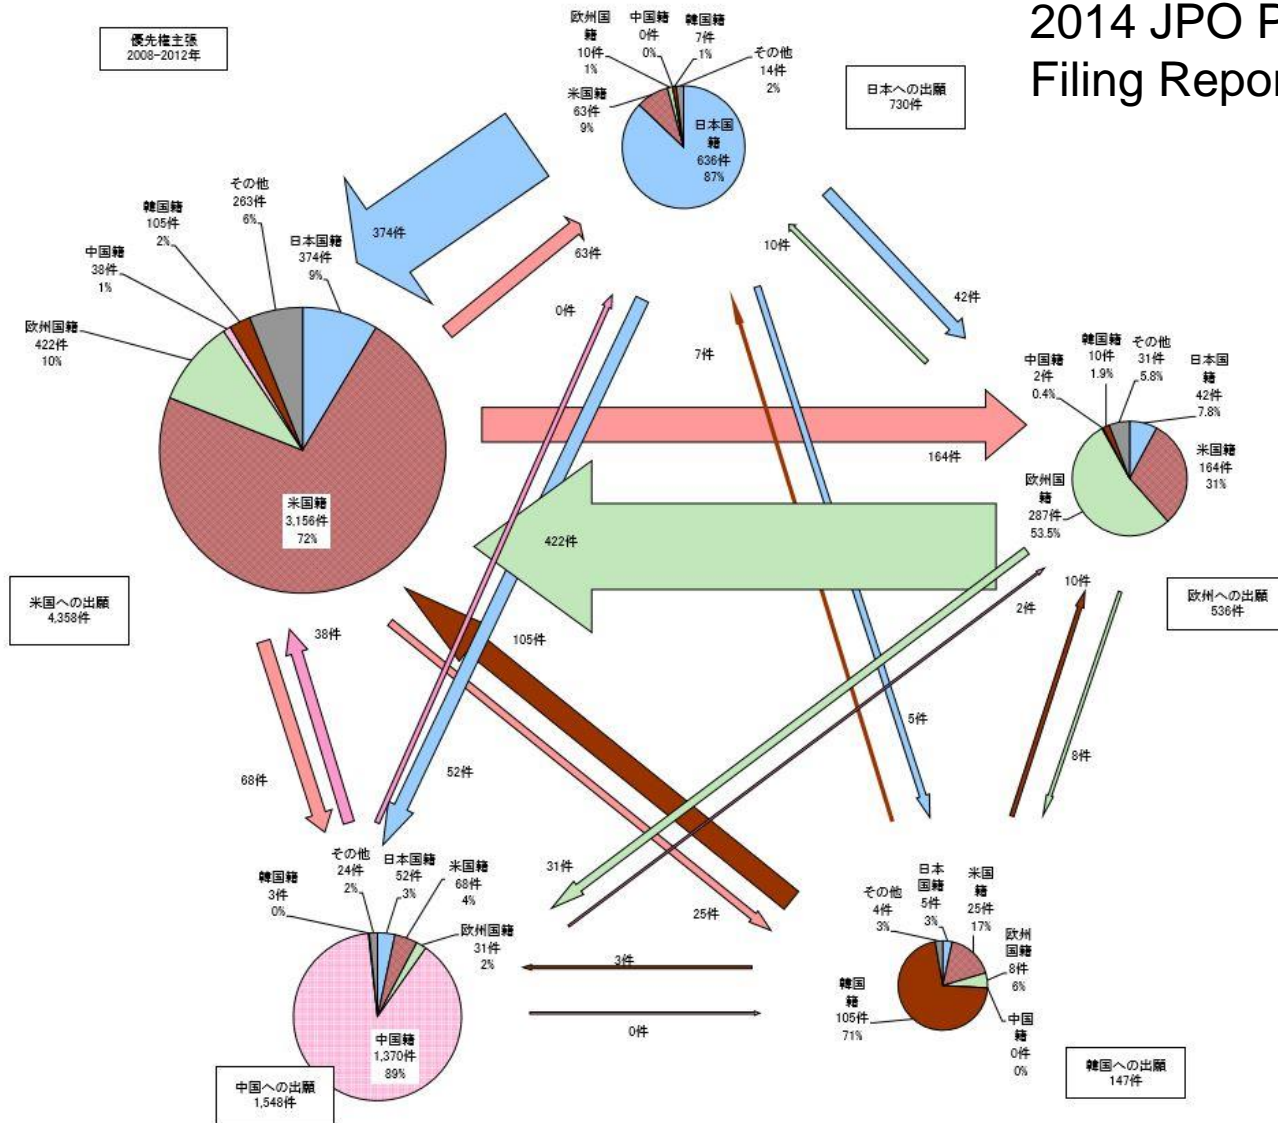 2014 JPO P
Filing Repor
優先権主張
2008-2012年
日本への出願
730件
欧州国
籍
10件
1%
中国籍
0件
0%
韓国籍
7件
1%
その他
14件
2%
米国籍
63件
9%
日本国
籍
636件
87%
374件
63件
10件
42件
0件
7件
その他
263件
6%
韓国籍
105件
2%
中国籍
38件
1%
日本国籍
374件
9%
欧州国籍
422件
10%
米国籍
3,156件
72%
米国への出願
4,358件
164件
422件
中国籍
2件
0.4%
韓国籍
10件
1.9%
その他
31件
5.8%
日本国
籍
42件
7.8%
米国籍
164件
31%
欧州国
籍
287件
53.5%
欧州への出願
536件
10件
2件
38件
105件
5件
8件
68件
52件
31件
25件
3件
0件
韓国籍
3件
0%
その他
24件
2%
日本国籍
52件
3%
米国籍
68件
4%
欧州国籍
31件
2%
中国籍
1,370件
89%
中国への出願
1,548件
その他
4件
3%
日本
国籍
5件
3%
米国
籍
25件
17%
欧州
国籍
8件
6%
韓国
籍
105件
71%
中国
籍
0件
0%
韓国への出願
147件